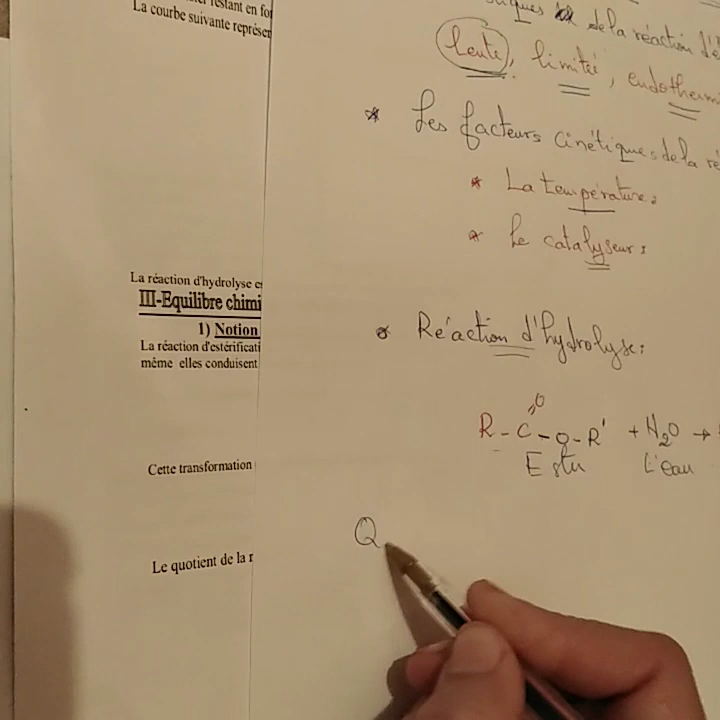 restant en for
La courbe suivante représen
de la réaction d'e
lente, limitée, endothermi
* Les facteurs cinétiques de la ré
* La température :
* Le catalyseur :
La réaction d'hydrolyse e
III-Equilibre chimi
1) Notion
La réaction d'estérificati
même elles conduisent
* Réaction d'hydrolyse :
O
R-C-O-R' + H₂O →
Ester L'eau
Cette transformation
Q
Le quotient de la r